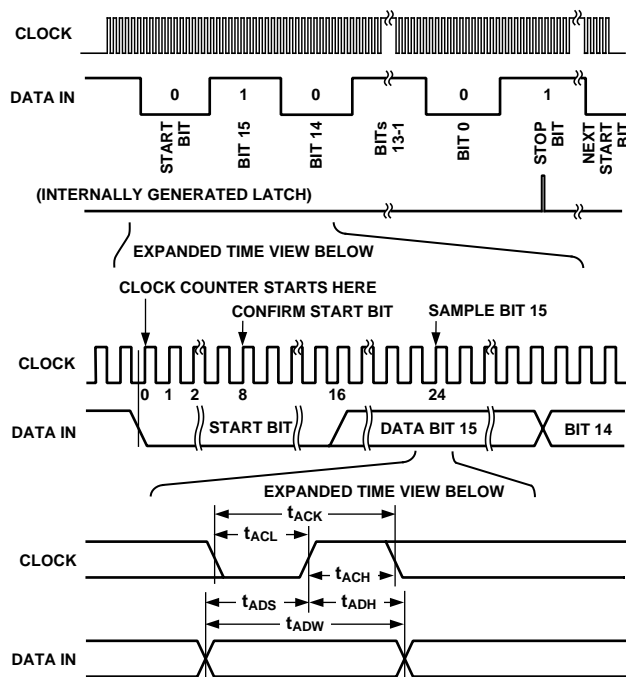 CLOCK
DATA IN
0 1 0 0 1
START BIT
BIT 15
BIT 14
BITs 13-1
BIT 0
STOP BIT
NEXT START BIT
(INTERNALLY GENERATED LATCH)
EXPANDED TIME VIEW BELOW
CLOCK COUNTER STARTS HERE
CONFIRM START BIT
SAMPLE BIT 15
CLOCK
0 1 2 8 16 24
DATA IN
START BIT
DATA BIT 15
BIT 14
EXPANDED TIME VIEW BELOW
tACK
tACL
CLOCK
tACH
tADS
tADH
tADW
DATA IN